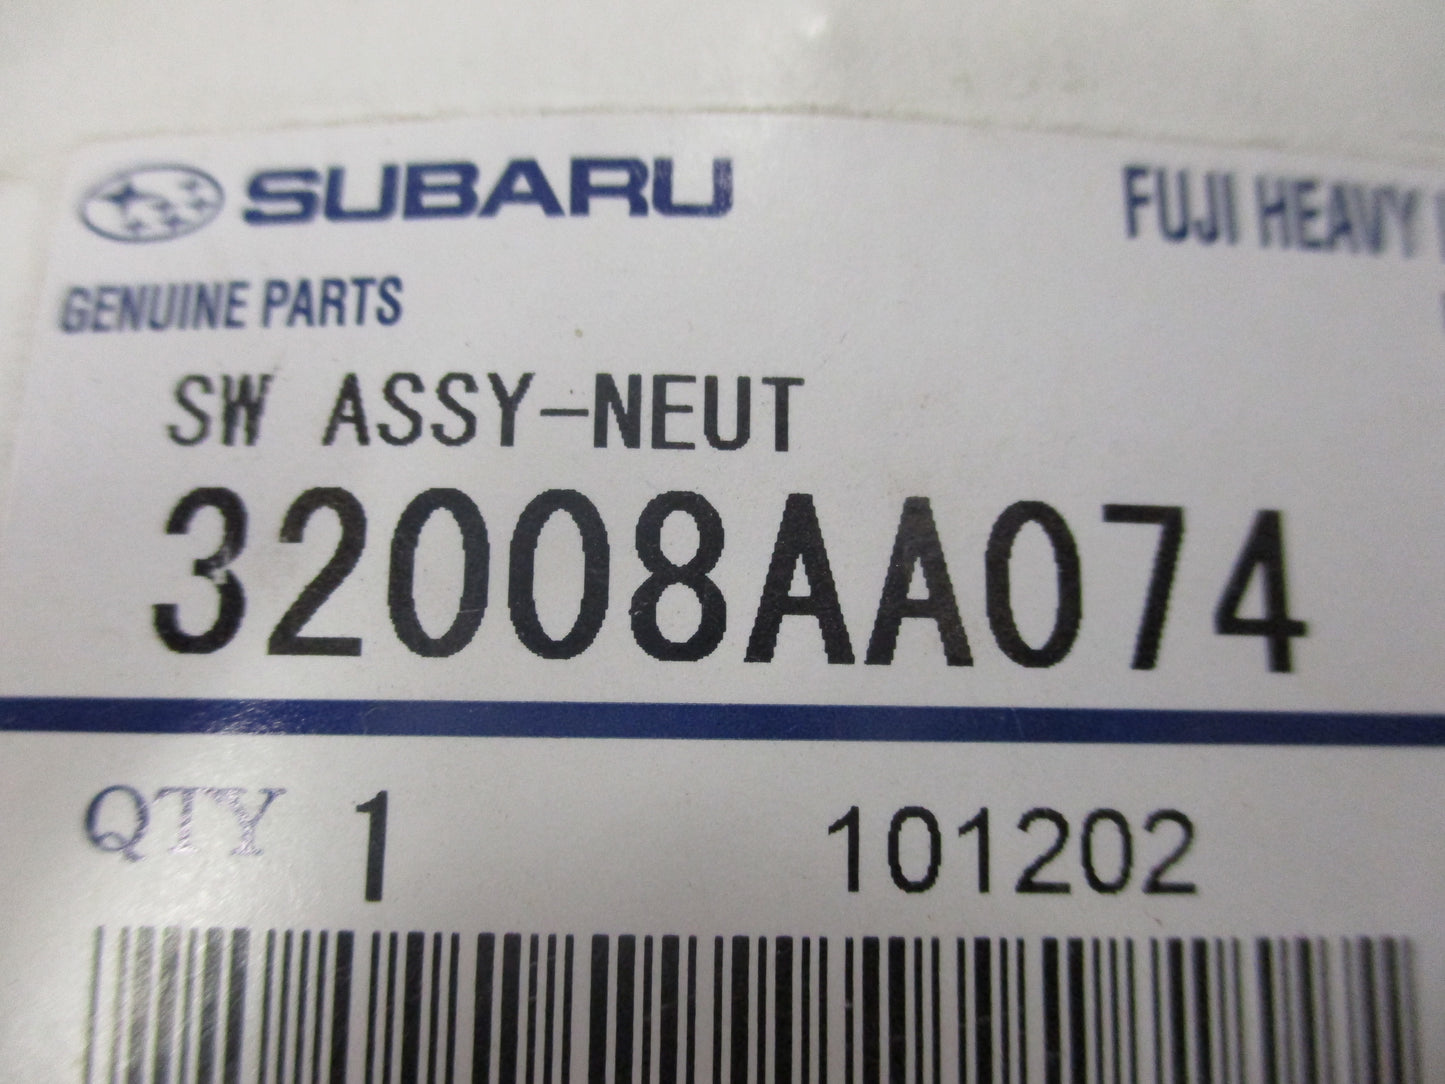 SUBARU
FUJI HEAVY
GENUINE PARTS
SW ASSY-NEUT
32008AA074
QTY 1
101202